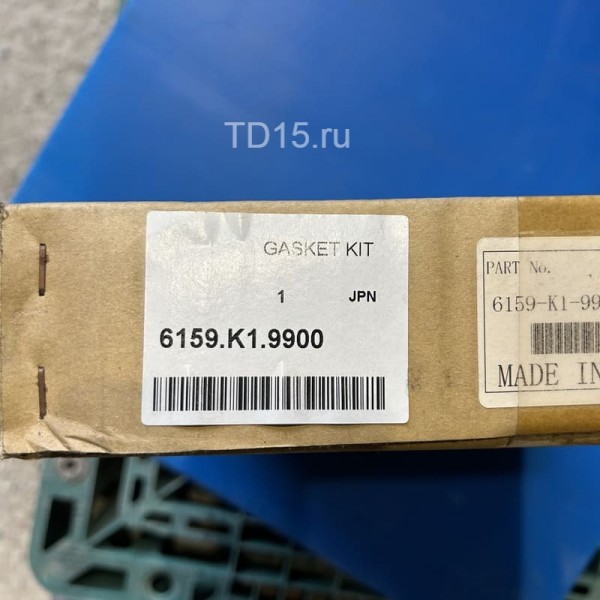 TD15.ru
GASKET KIT
1 JPN
6159.K1.9900
PART No.
6159-K1-99
MADE IN